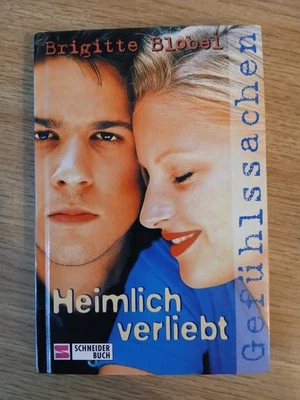 Brigitte Blobel
Gefühlssachen
Heimlich
verliebt
S
SCHNEIDER
BUCH